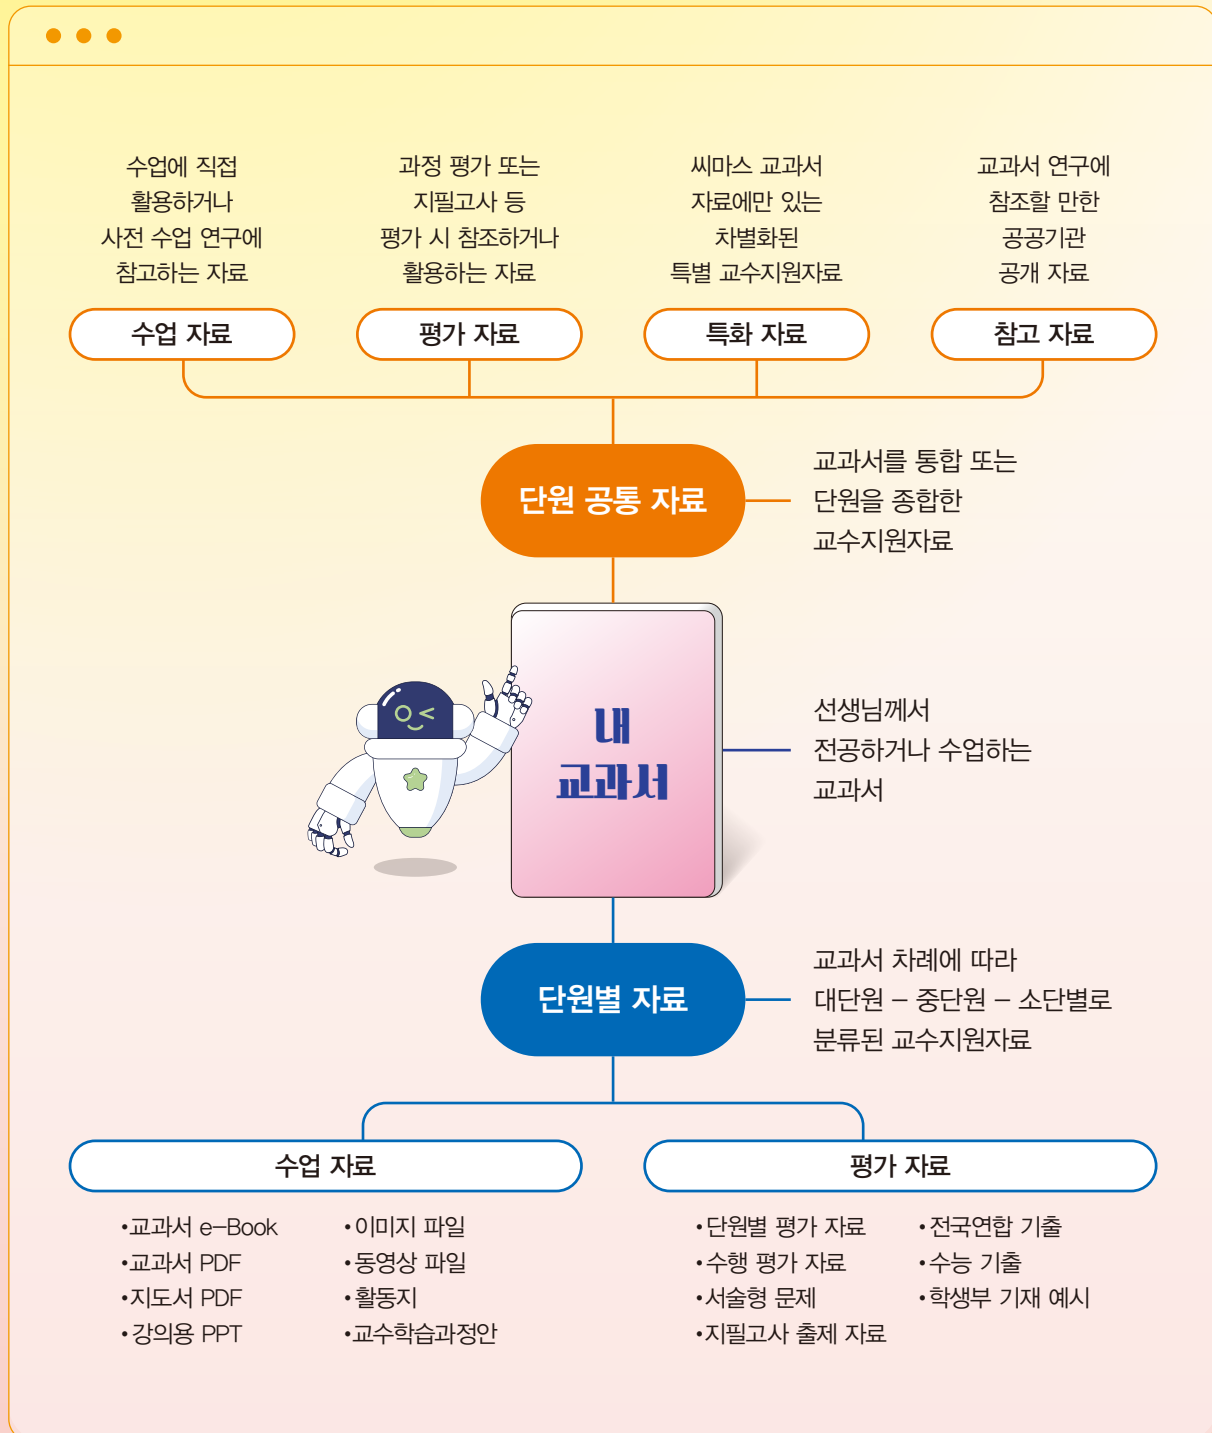 수업에 직접
활용하거나
사전 수업 연구에
참고하는 자료
수업 자료
과정 평가 또는
지필고사 등
평가 시 참조하거나
활용하는 자료
평가 자료
씨마스 교과서
자료에만 있는
차별화된
특별 교수지원자료
특화 자료
교과서 연구에
참조할 만한
공공기관
공개 자료
참고 자료
단원 공통 자료
교과서를 통합 또는
단원을 종합한
교수지원자료
내
교과서
선생님께서
전공하거나 수업하는
교과서
단원별 자료
교과서 차례에 따라
대단원 – 중단원 – 소단별로
분류된 교수지원자료
수업 자료
•교과서 e-Book
•교과서 PDF
•지도서 PDF
•강의용 PPT
•이미지 파일
•동영상 파일
•활동지
•교수학습과정안
평가 자료
•단원별 평가 자료
•수행 평가 자료
•서술형 문제
•지필고사 출제 자료
•전국연합 기출
•수능 기출
•학생부 기재 예시